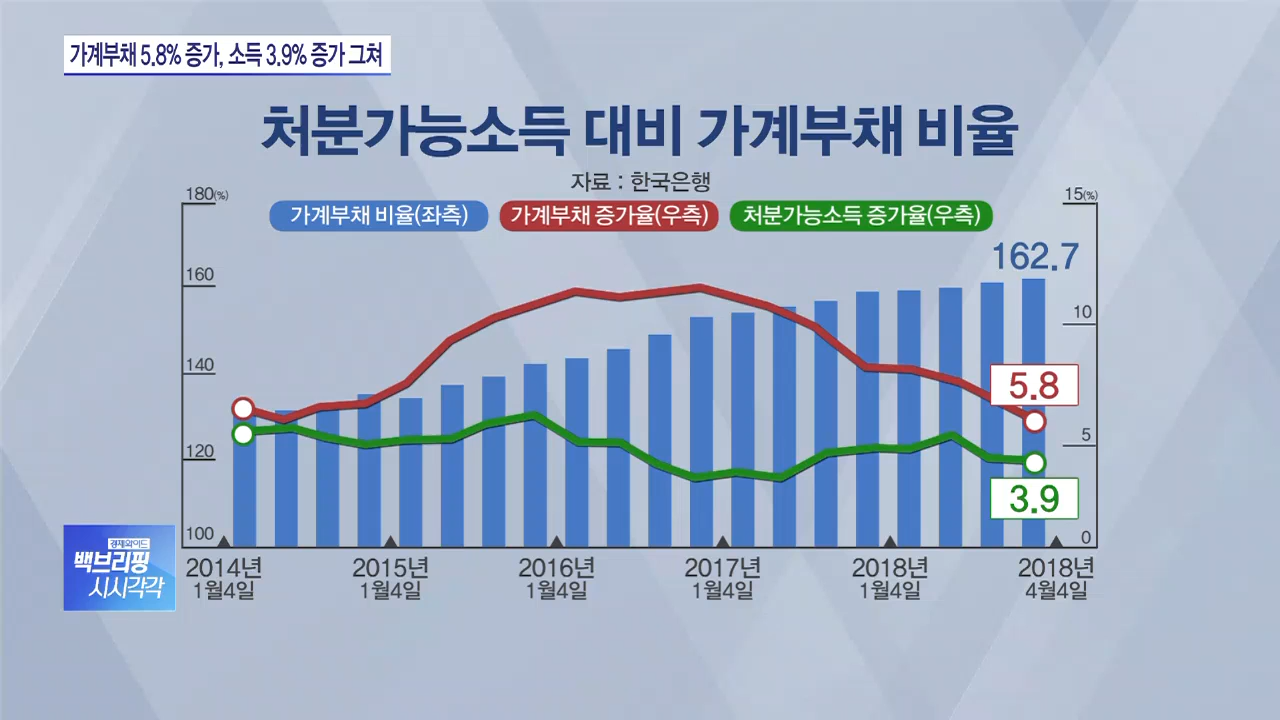 가계부채 5.8% 증가, 소득 3.9% 증가 그쳐
처분가능소득 대비 가계부채 비율
자료 : 한국은행
180(%)
15(%)
가계부채 비율(좌측)
가계부채 증가율(우측)
처분가능소득 증가율(우측)
162.7
160
10
140
5.8
120
5
3.9
100
0
2014년
1월4일
2015년
1월4일
2016년
1월4일
2017년
1월4일
2018년
1월4일
2018년
4월4일
경제와이드
백브리핑
시시각각